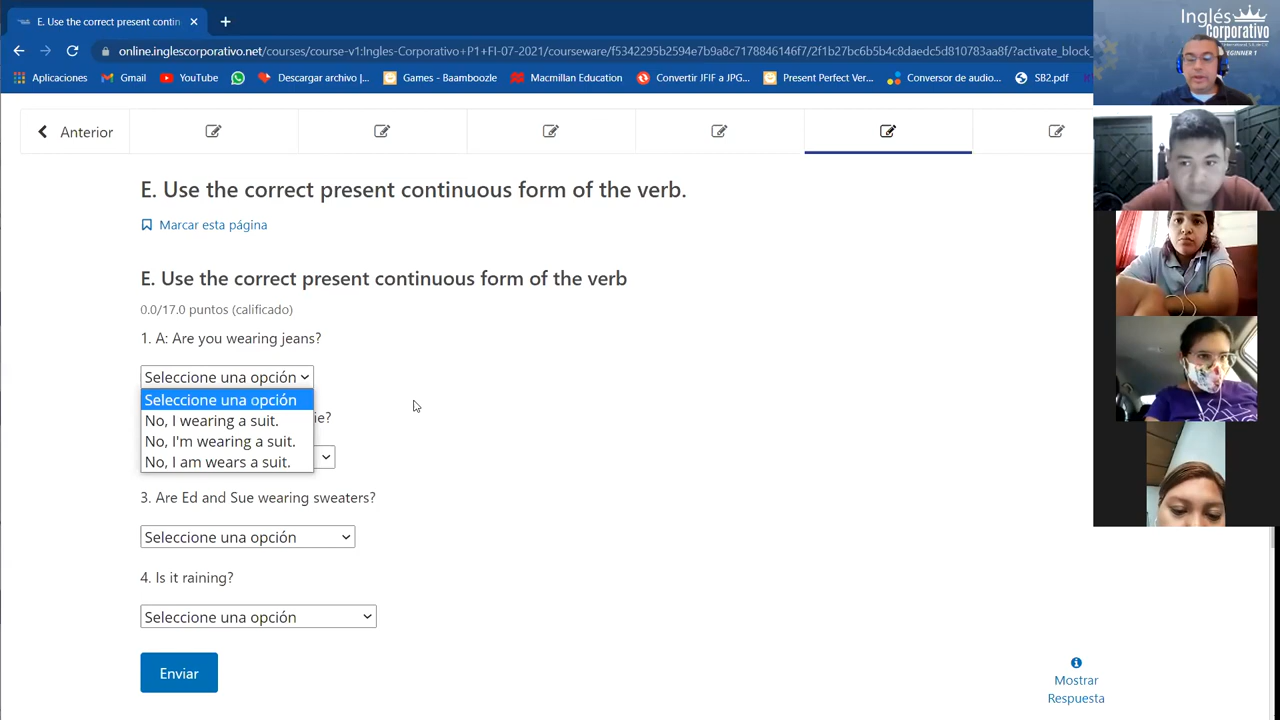 E. Use the correct present contin
online.inglescorporativo.net/courses/course-v1:Ingles-Corporativo+P1+FI-07-2021/courseware/f5342295b2594e7b9a8c7178846146f7/2f1b27bc6b5b4c8daedc5d810783aa8f/?activate_block_
Aplicaciones Gmail YouTube Descargar archivo |... Games - Baamboozle Macmillan Education Convertir JFIF a JPG... Present Perfect Ver... Conversor de audio... SB2.pdf
Inglés
Corporativo
BEGINNER 1
Anterior
E. Use the correct present continuous form of the verb.
Marcar esta página
E. Use the correct present continuous form of the verb
0.0/17.0 puntos (calificado)
1. A: Are you wearing jeans?
Seleccione una opción
Seleccione una opción
No, I wearing a suit.
No, I'm wearing a suit.
No, I am wears a suit.
ie?
3. Are Ed and Sue wearing sweaters?
Seleccione una opción
4. Is it raining?
Seleccione una opción
Enviar
Mostrar
Respuesta